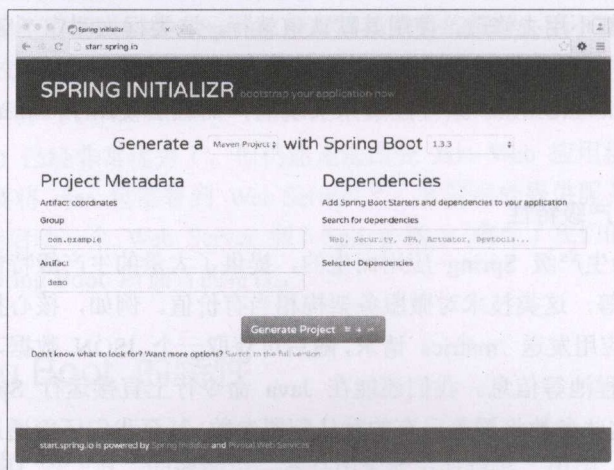 Spring Initializr
start.spring.io
SPRING INITIALIZR bootstrap your application now
Generate a Maven Project with Spring Boot 1.3.3
Project Metadata
Artifact coordinates
Group
com.example
Artifact
demo
Dependencies
Add Spring Boot Starters and dependencies to your application
Search for dependencies
Web, Security, JPA, Actuator, Devtools...
Selected Dependencies
Generate Project ⌘ + ⏎
Don't know what to look for? Want more options? Switch to the full version.
start.spring.io is powered by Spring Initializr and Pivotal Web Services